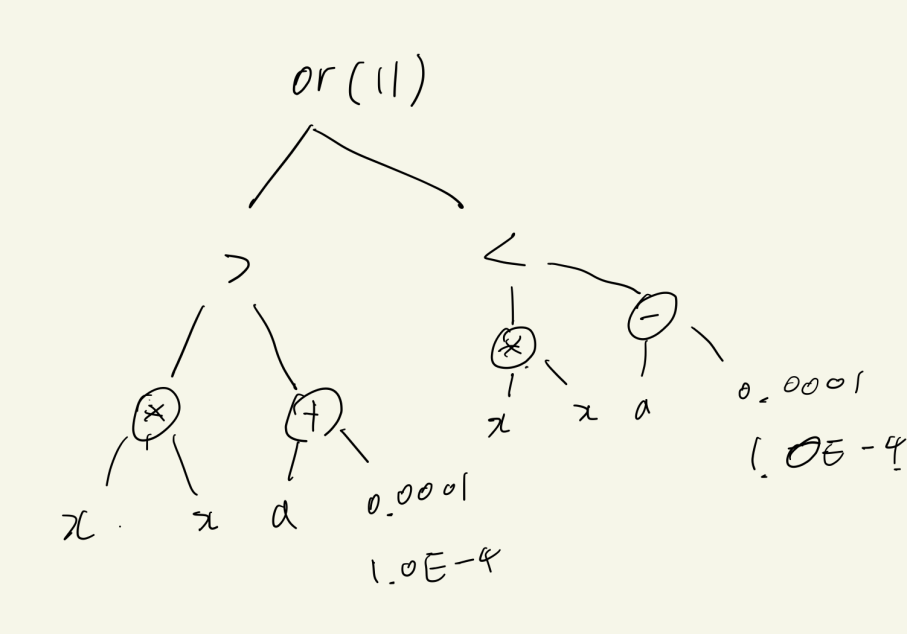 or (||)
> <
* + * -
x x a 0.0001 x x a 0.0001
1.0E-4 1.0E-4